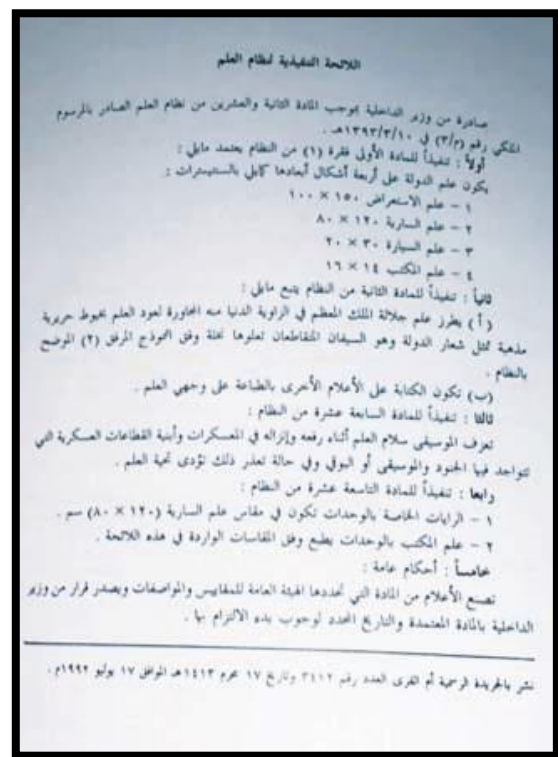 اللائحة التنفيذية لنظام العلم
صادرة من وزير الداخلية بموجب المادة الثانية والعشرين من نظام العلم الصادر بالمرسوم
الملكي رقم (م/٣) في ١٣٩٣/٣/١٠هـ .
أولاً : تنفيذاً للمادة الأولى فقرة (١) من النظام يعتمد مايلي :
يكون علم الدولة على أربعة أشكال أبعادها كمايلي بالسنتيمترات :
١ - علم الاستعراض ١٥٠ × ١٠٠
٢ - علم السارية ١٢٠ × ٨٠
٣ - علم السيارة ٣٠ × ٢٠
٤ - علم المكتب ١٤ × ١٦
ثانياً : تنفيذاً للمادة الثانية من النظام يتبع مايلي :
( أ ) يطرز علم جلالة الملك المعظم في الزاوية الدنيا منه المجاورة لعود العلم بخيوط حريرية
مذهبة تمثل شعار الدولة وهو السيفان المتقاطعان تعلوها نخلة وفق النموذج المرفق (٢) الموضح
بالنظام .
(ب) تكون الكتابة على الأعلام الأخرى بالطباعة على وجهي العلم .
ثالثا : تنفيذاً للمادة السابعة عشرة من النظام :
تعزف الموسيقى سلام العلم أثناء رفعه وإنزاله في المعسكرات وأبنية القطاعات العسكرية التي
تتواجد فيها الجنود والموسيقى أو البوق وفي حالة تعذر ذلك تؤدى تحية العلم .
رابعا : تنفيذاً للمادة التاسعة عشرة من النظام :
١ - الرايات الخاصة بالوحدات تكون في مقاس علم السارية (١٢٠ × ٨٠) سم .
٢ - علم المكتب بالوحدات يطبع وفق المقاسات الواردة في هذه اللائحة .
خامساً : أحكام عامة :
تصنع الأعلام من المادة التي تحددها الهيئة العامة للمقاييس والمواصفات ويصدر قرار من وزير
الداخلية بالمادة المعتمدة والتاريخ المحدد لوجوب بدء الالتزام بها .
نشر بالجريدة الرسمية أم القرى العدد رقم ٣٤١٢ وتاريخ ١٧ محرم ١٤١٣هـ الموافق ١٧ يوليو ١٩٩٢م .